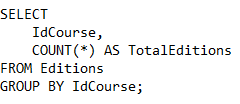 SELECT
    IdCourse,
    COUNT(*) AS TotalEditions
FROM Editions
GROUP BY IdCourse;